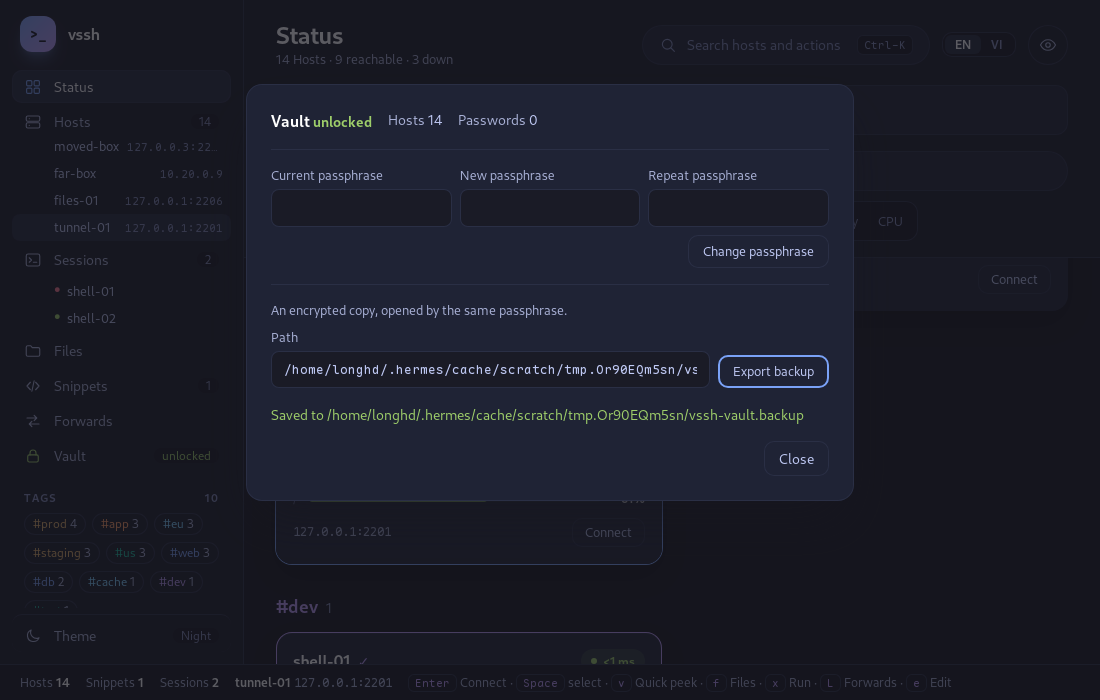 >_ vssh
Status
Hosts 14
moved-box 127.0.0.3:22…
far-box 10.20.0.9
files-01 127.0.0.1:2206
tunnel-01 127.0.0.1:2201
Sessions 2
shell-01
shell-02
Files
Snippets 1
Forwards
Vault unlocked
TAGS 10
#prod 4 #app 3 #eu 3
#staging 3 #us 3 #web 3
#db 2 #cache 1 #dev 1
Theme Night
Status
14 Hosts · 9 reachable · 3 down
Search hosts and actions Ctrl-K
EN VI
CPU
Connect
Vault unlocked Hosts 14 Passwords 0
Current passphrase New passphrase Repeat passphrase
Change passphrase
An encrypted copy, opened by the same passphrase.
Path
/home/longhd/.hermes/cache/scratch/tmp.Or90EQm5sn/vs
Export backup
Saved to /home/longhd/.hermes/cache/scratch/tmp.Or90EQm5sn/vssh-vault.backup
Close
127.0.0.1:2201 Connect
#dev 1
shell-01 ✓ <1 ms
Hosts 14 Snippets 1 Sessions 2 tunnel-01 127.0.0.1:2201 Enter Connect · Space select · v Quick peek · f Files · x Run · L Forwards · e Edit